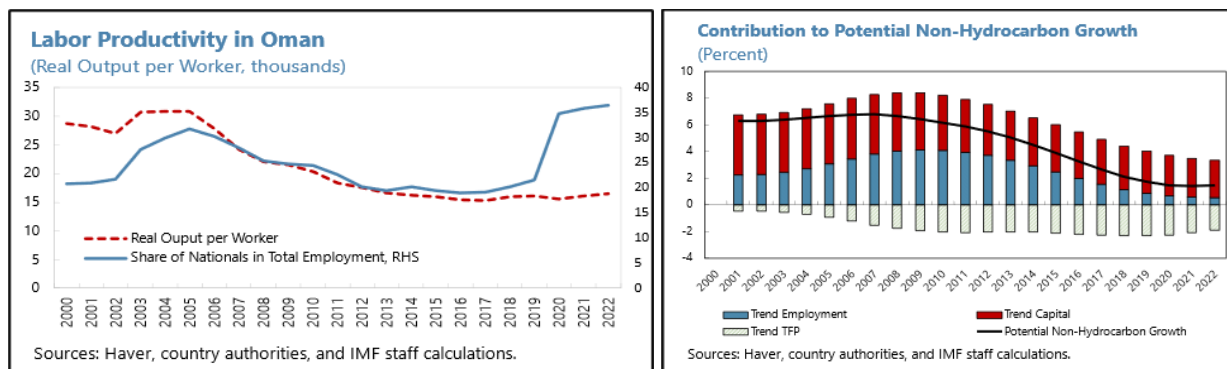 Labor Productivity in Oman
(Real Output per Worker, thousands)
35
30
25
20
15
10
5
0
40
35
30
25
20
15
10
5
0
Real Ouput per Worker
Share of Nationals in Total Employment, RHS
2000 2001 2002 2003 2004 2005 2006 2007 2008 2009 2010 2011 2012 2013 2014 2015 2016 2017 2018 2019 2020 2021 2022
Sources: Haver, country authorities, and IMF staff calculations.
Contribution to Potential Non-Hydrocarbon Growth
(Percent)
10
8
6
4
2
0
-2
-4
2000 2001 2002 2003 2004 2005 2006 2007 2008 2009 2010 2011 2012 2013 2014 2015 2016 2017 2018 2019 2020 2021 2022
Trend Employment
Trend Capital
Trend TFP
Potential Non-Hydrocarbon Growth
Sources: Haver, country authorities, and IMF staff calculations.